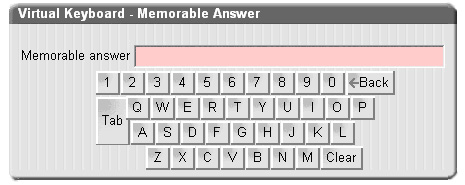 Virtual Keyboard - Memorable Answer
Memorable answer
1 2 3 4 5 6 7 8 9 0 ←Back
Tab Q W E R T Y U I O P
A S D F G H J K L
Z X C V B N M Clear